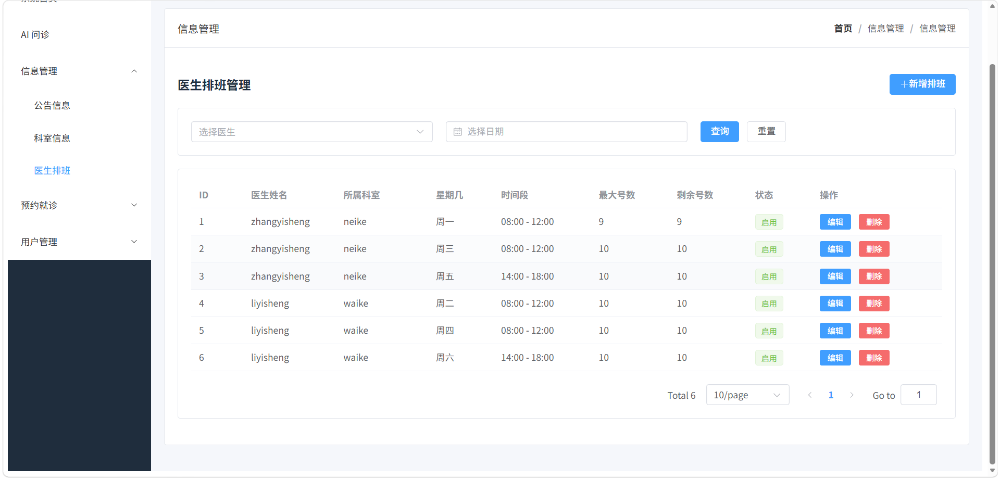 AI 问诊
信息管理
公告信息
科室信息
医生排班
预约就诊
用户管理
信息管理
首页 / 信息管理 / 信息管理
医生排班管理
+新增排班
选择医生
选择日期
查询
重置
ID 医生姓名 所属科室 星期几 时间段 最大号数 剩余号数 状态 操作
1 zhangyisheng neike 周一 08:00 - 12:00 9 9 启用 编辑 删除
2 zhangyisheng neike 周三 08:00 - 12:00 10 10 启用 编辑 删除
3 zhangyisheng neike 周五 14:00 - 18:00 10 10 启用 编辑 删除
4 liyisheng waike 周二 08:00 - 12:00 10 10 启用 编辑 删除
5 liyisheng waike 周四 08:00 - 12:00 10 10 启用 编辑 删除
6 liyisheng waike 周六 14:00 - 18:00 10 10 启用 编辑 删除
Total 6 10/page 1 Go to 1